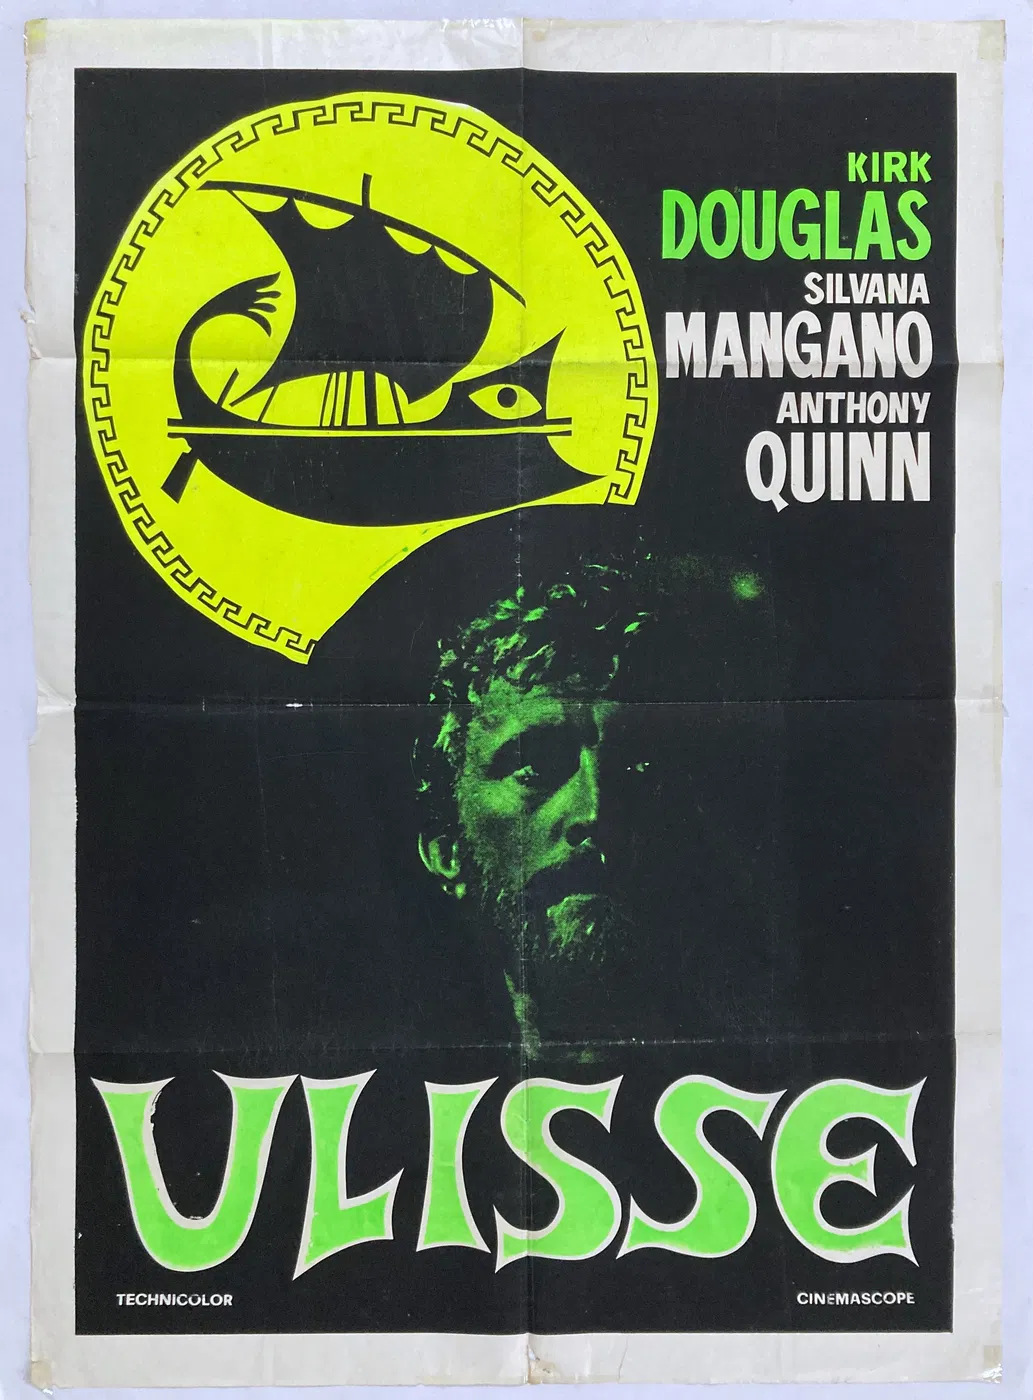 KIRK
DOUGLAS
SILVANA
MANGANO
ANTHONY
QUINN
ULISSE
TECHNICOLOR
CINEMASCOPE